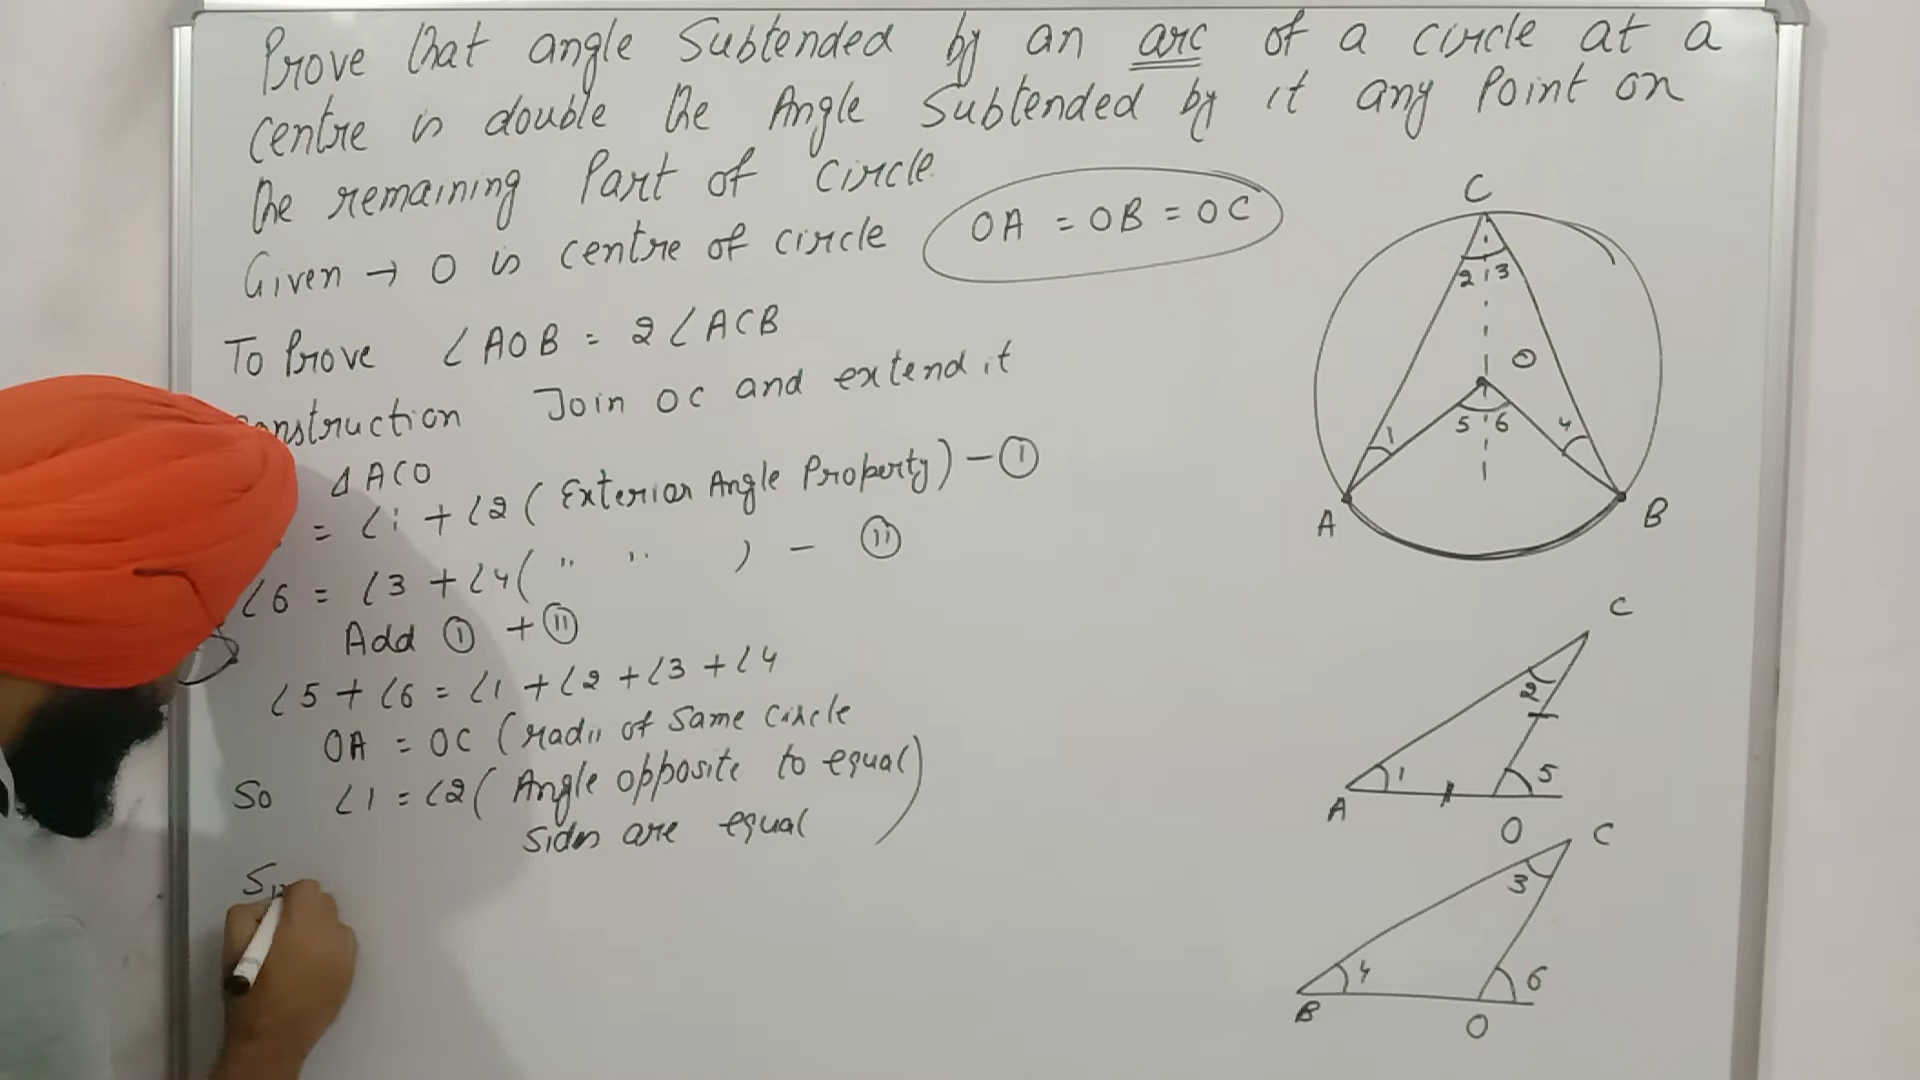 Prove that angle Subtended by an arc of a circle at a
centre is double the Angle Subtended by it any Point on
the remaining Part of circle
Given → O is centre of circle
OA = OB = OC
To Prove ∠AOB = 2∠ACB
onstruction Join OC and extend it
△ACO
= ∠1 + ∠2 ( Exterior Angle Property) - ①
∠6 = ∠3 + ∠4 ( " " ) - ⑪
Add ① + ⑪
∠5 + ∠6 = ∠1 + ∠2 + ∠3 + ∠4
OA = OC ( radii of Same Circle
So ∠1 = ∠2 ( Angle opposite to equal
Sides are equal )
Si
C
2 3
O
5 6
1
4
A
B
C
2
1
5
A
O
C
3
4
6
B
O